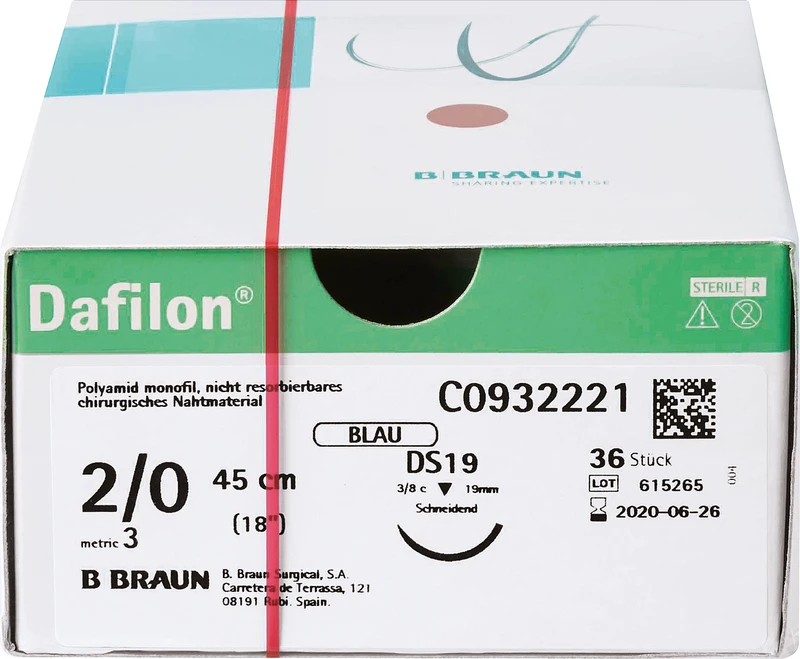 B|BRAUN
SHARING EXPERTISE
Dafilon®
STERILE R
2
Polyamid monofil, nicht resorbierbares
chirurgisches Nahtmaterial
C0932221
BLAU
2/0 45 cm
(18")
metric 3
DS19
3/8 c 19mm
Schneidend
36 Stück
LOT 615265
2020-06-26
004
B BRAUN
B. Braun Surgical, S.A.
Carretera de Terrassa, 121
08191 Rubí. Spain.